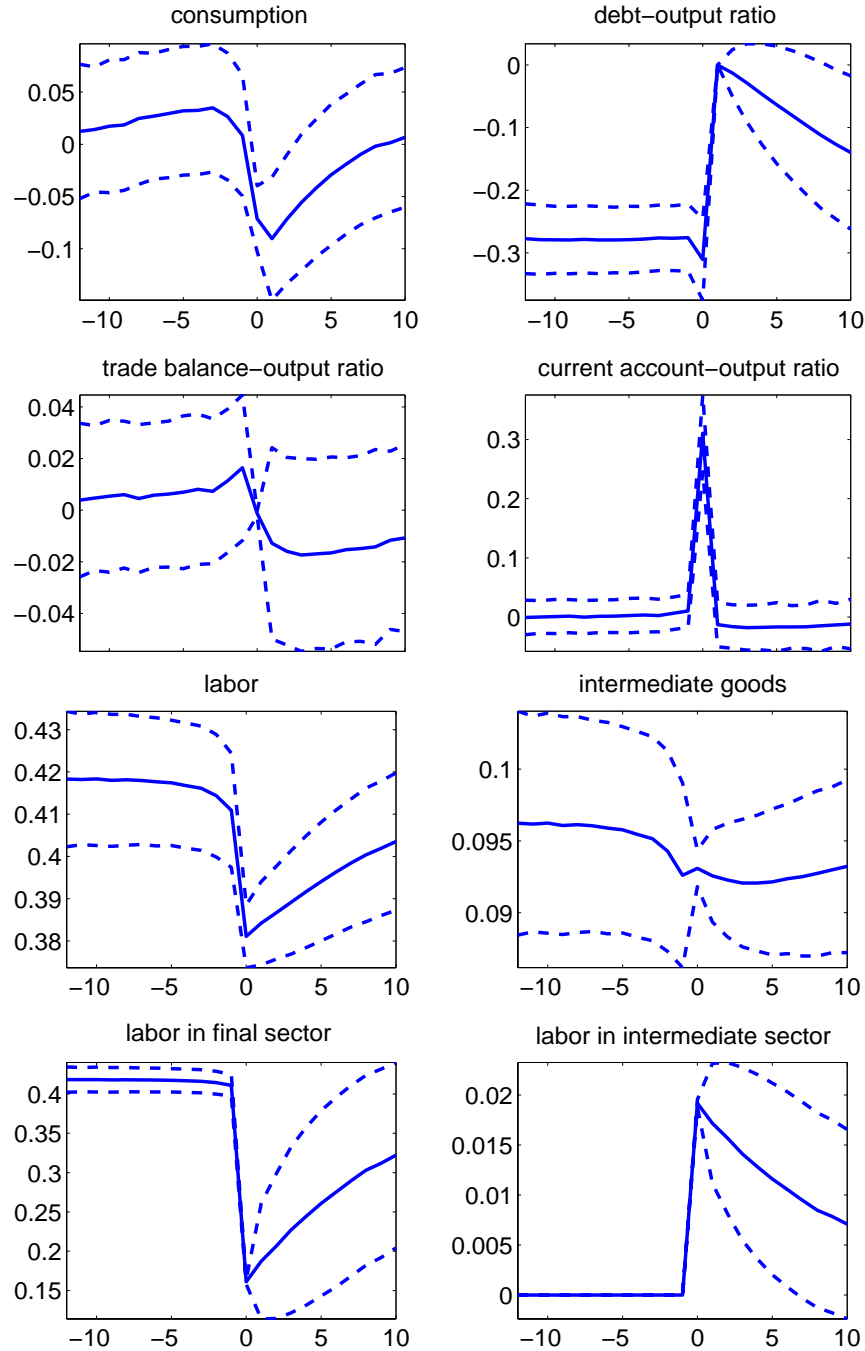 consumption
0.05
0
−0.05
−0.1
−10 −5 0 5 10
debt−output ratio
0
−0.1
−0.2
−0.3
−10 −5 0 5 10
trade balance−output ratio
0.04
0.02
0
−0.02
−0.04
current account−output ratio
0.3
0.2
0.1
0
labor
0.43
0.42
0.41
0.4
0.39
0.38
−10 −5 0 5 10
intermediate goods
0.1
0.095
0.09
−10 −5 0 5 10
labor in final sector
0.4
0.35
0.3
0.25
0.2
0.15
−10 −5 0 5 10
labor in intermediate sector
0.02
0.015
0.01
0.005
0
−10 −5 0 5 10